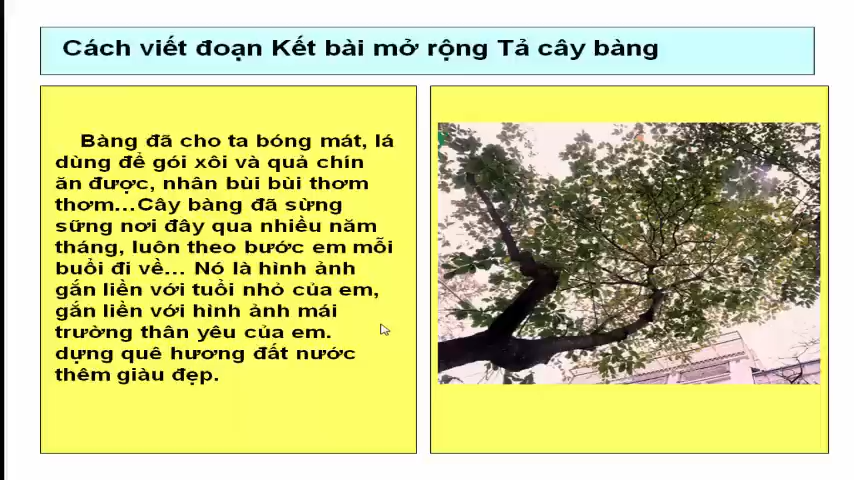 Cách viết đoạn Kết bài mở rộng Tả cây bàng
Bàng đã cho ta bóng mát, lá
dùng để gói xôi và quả chín
ăn được, nhân bùi bùi thơm
thơm...Cây bàng đã sừng
sững nơi đây qua nhiều năm
tháng, luôn theo bước em mỗi
buổi đi về... Nó là hình ảnh
gắn liền với tuổi nhỏ của em,
gắn liền với hình ảnh mái
trường thân yêu của em.
dựng quê hương đất nước
thêm giàu đẹp.